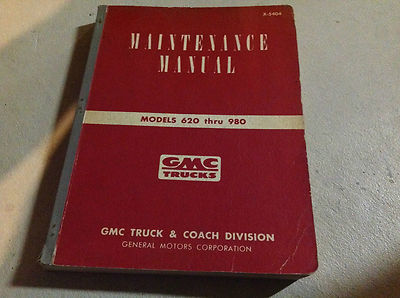 X-5404
MAINTENANCE
MANUAL
MODELS 620 thru 980
GMC
TRUCKS
GMC TRUCK & COACH DIVISION
GENERAL MOTORS CORPORATION